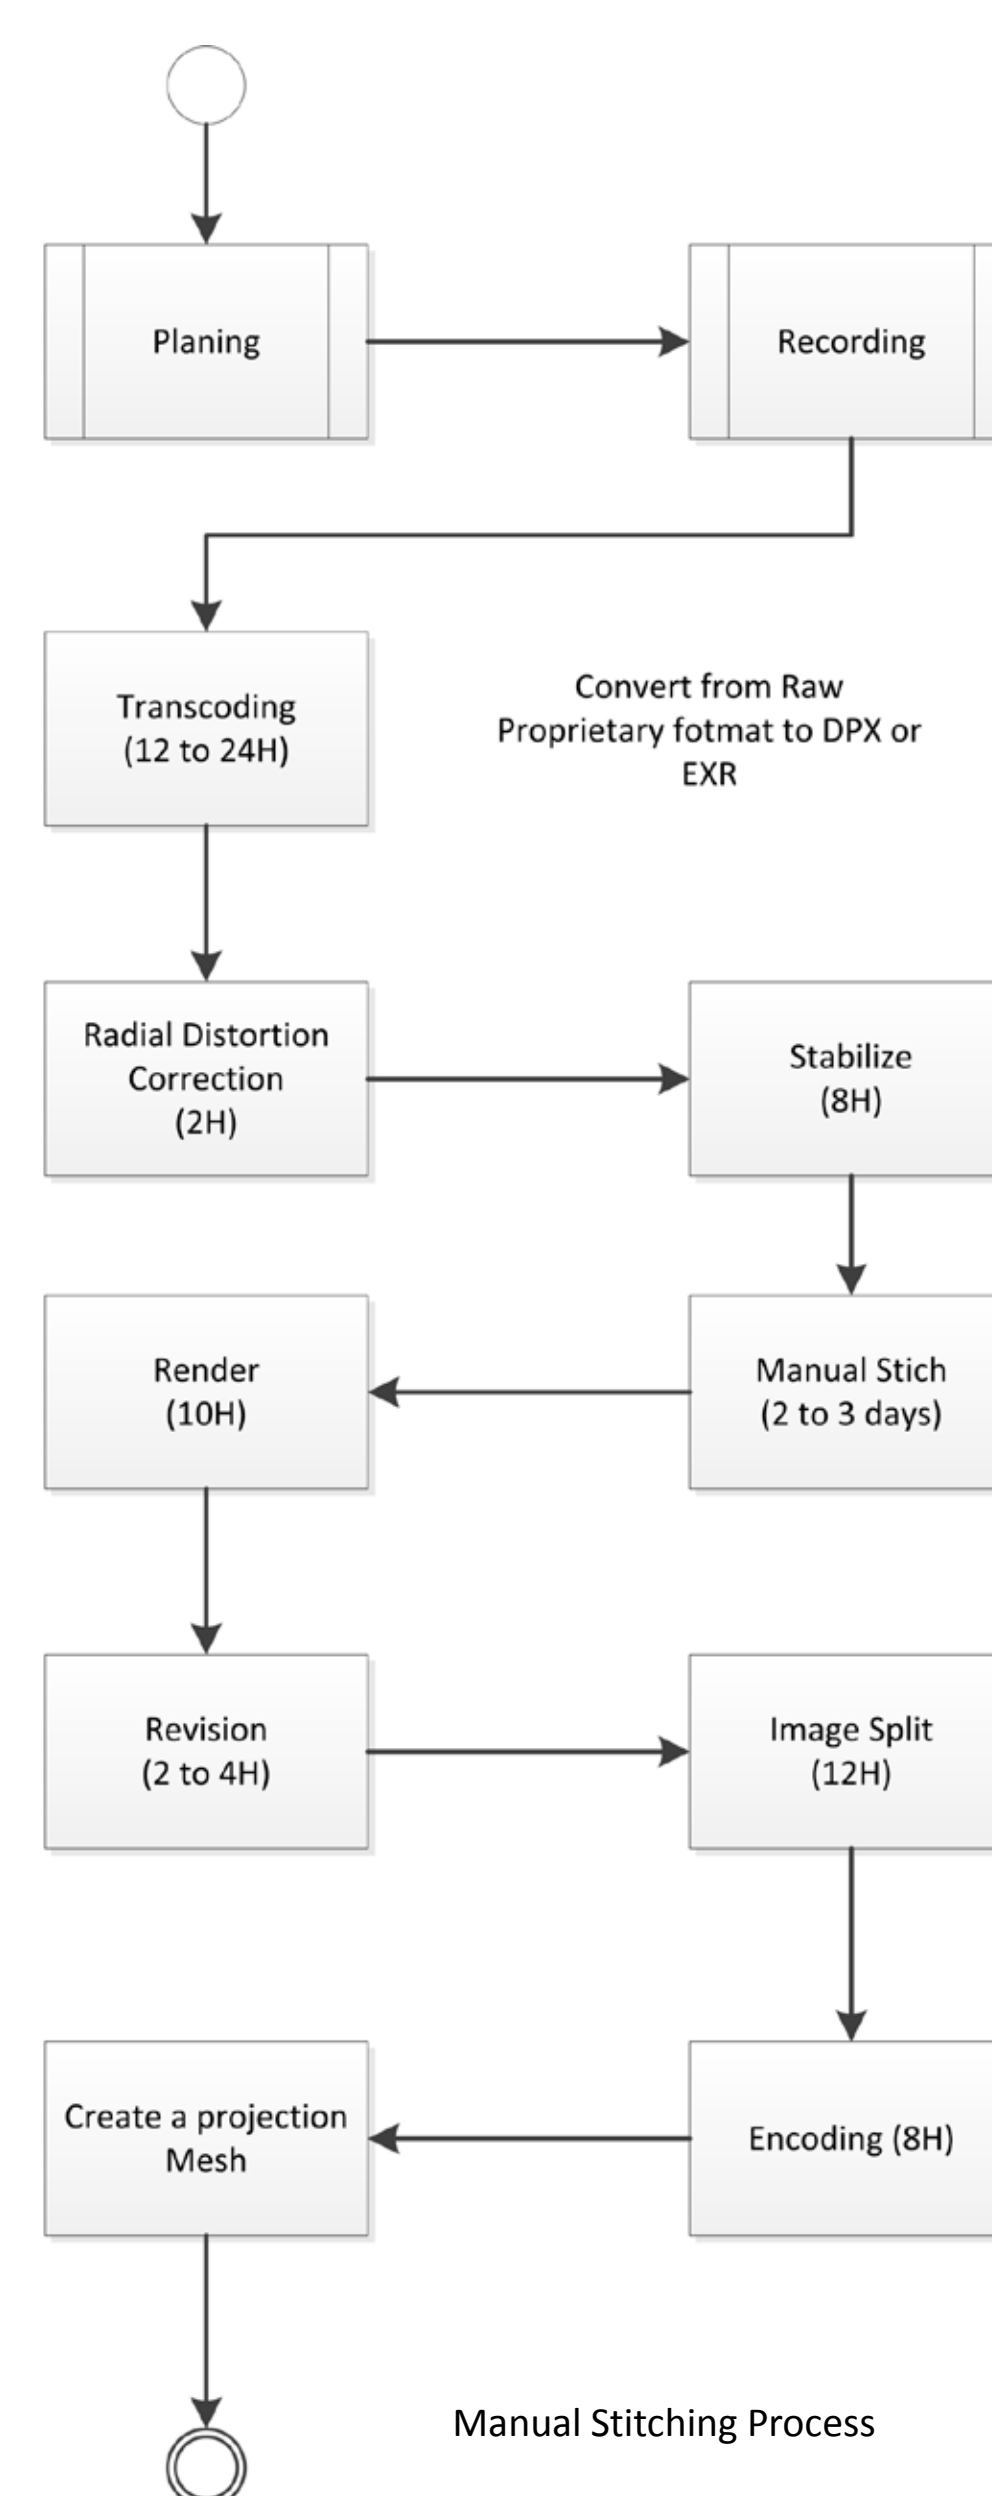 Planing
Recording
Transcoding
(12 to 24H)
Convert from Raw
Proprietary fotmat to DPX or
EXR
Radial Distortion
Correction
(2H)
Stabilize
(8H)
Render
(10H)
Manual Stich
(2 to 3 days)
Revision
(2 to 4H)
Image Split
(12H)
Create a projection
Mesh
Encoding (8H)
Manual Stitching Process